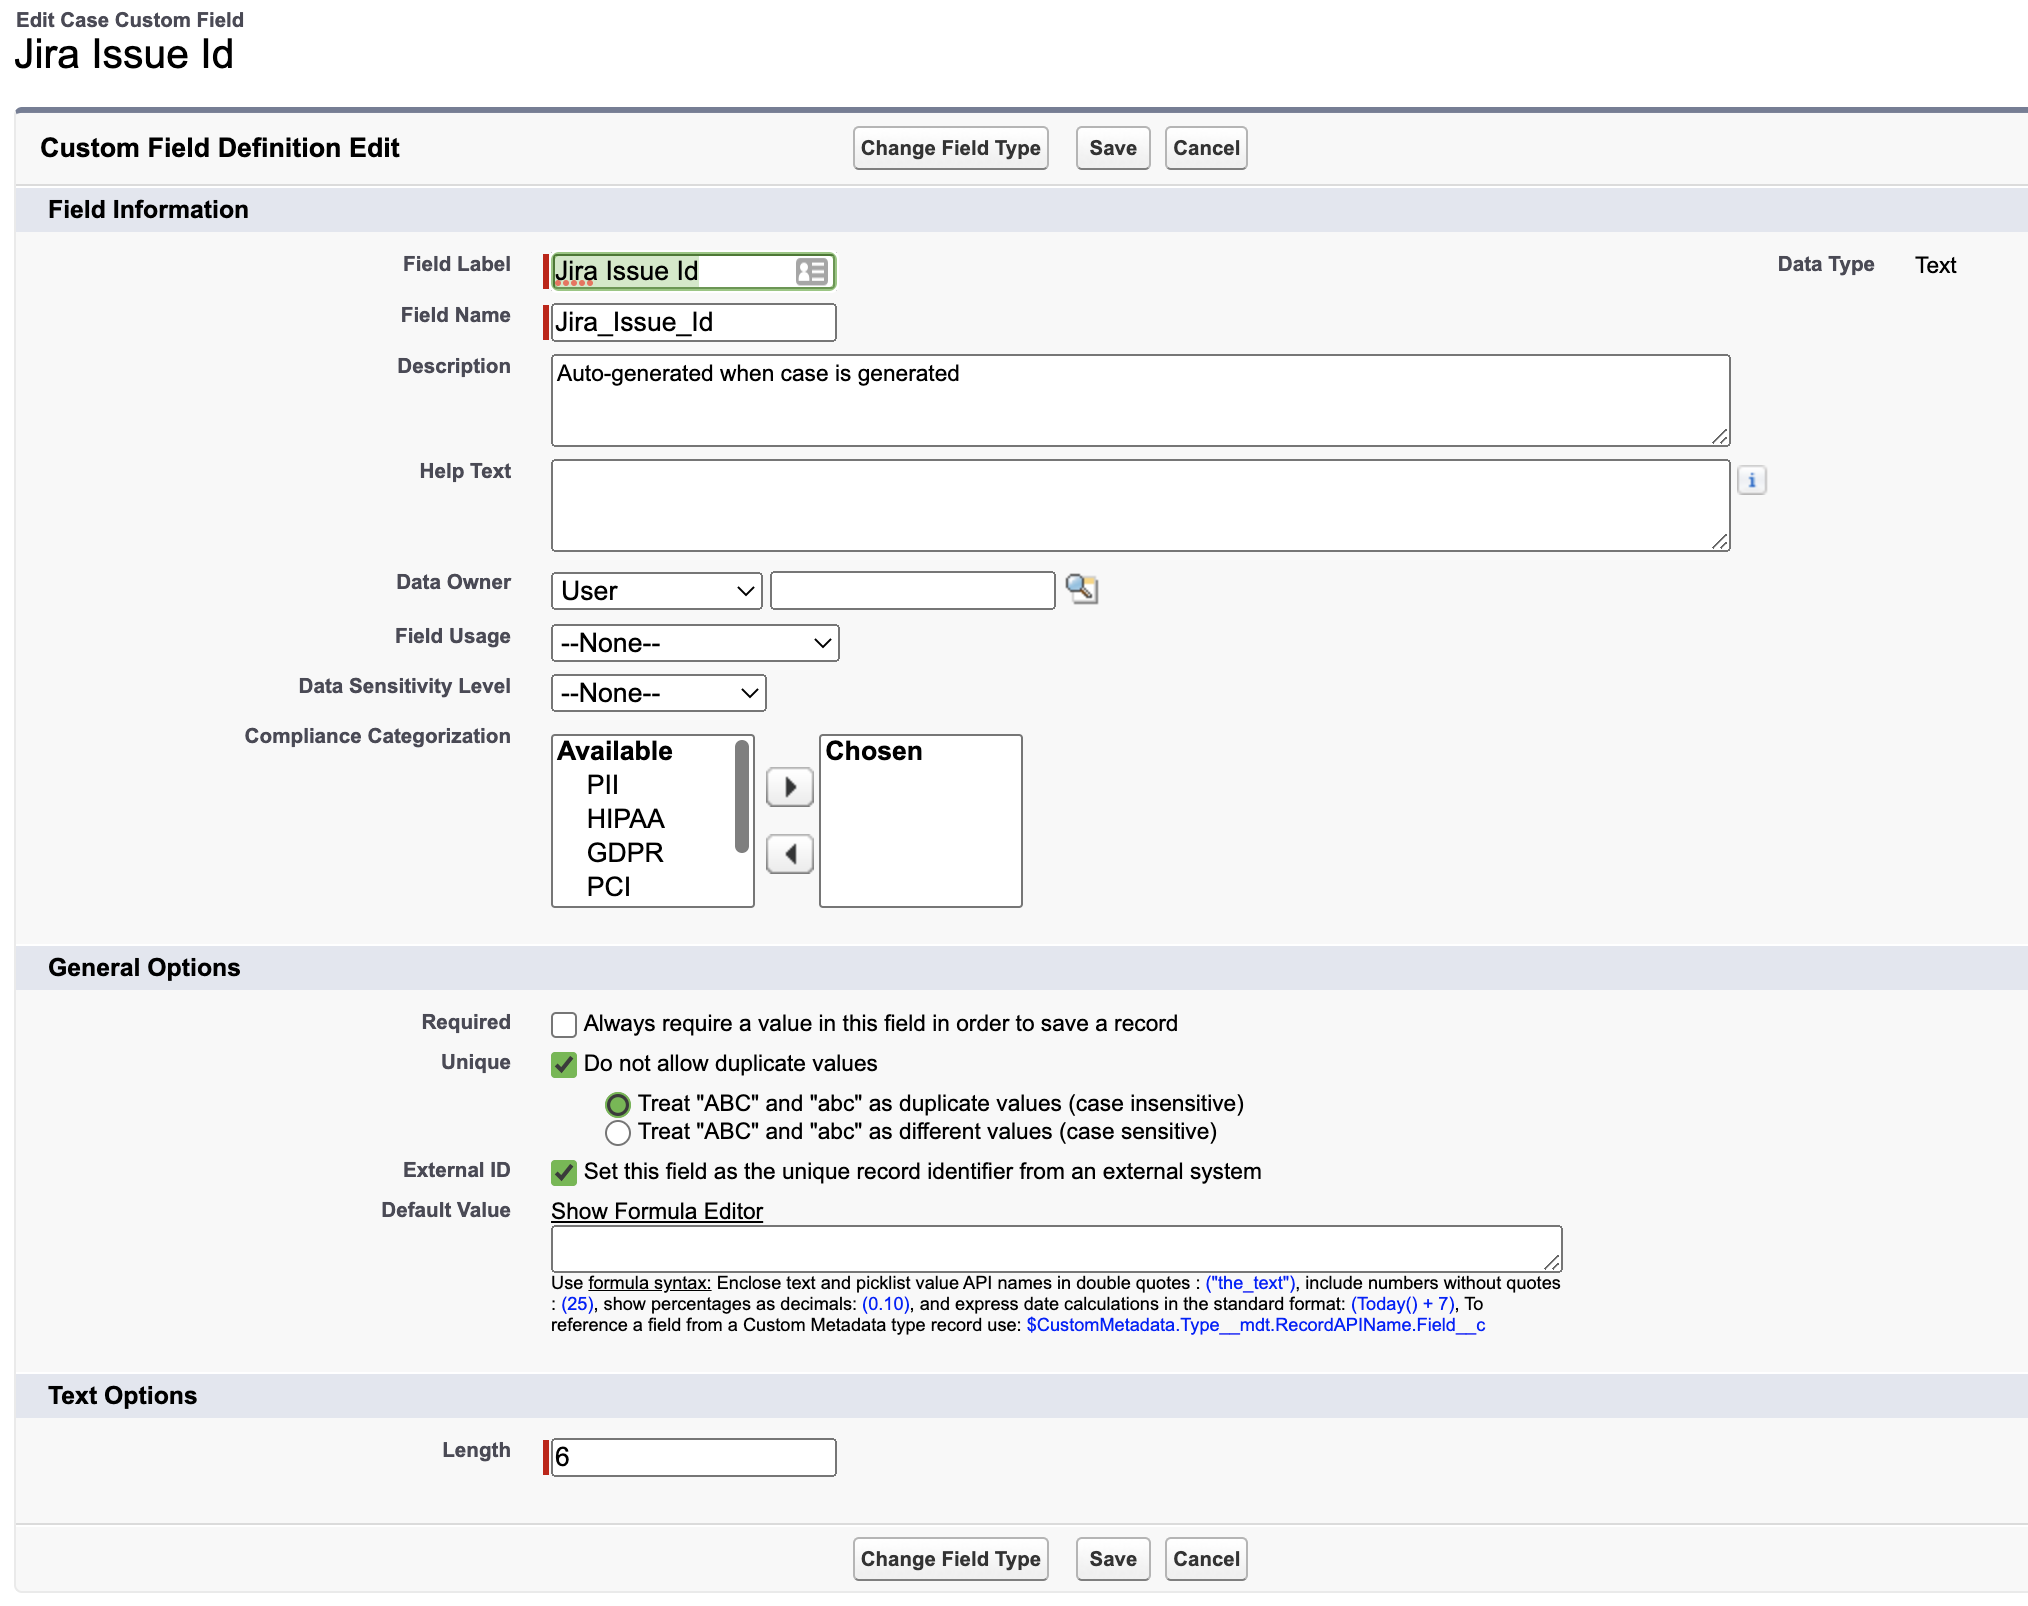 Edit Case Custom Field
Jira Issue Id
Custom Field Definition Edit
Change Field Type
Save
Cancel
Field Information
Field Label
Jira Issue Id
Data Type
Text
Field Name
Jira_Issue_Id
Description
Auto-generated when case is generated
Help Text
i
Data Owner
User
Field Usage
--None--
Data Sensitivity Level
--None--
Compliance Categorization
Available
PII
HIPAA
GDPR
PCI
Chosen
General Options
Required
Always require a value in this field in order to save a record
Unique
Do not allow duplicate values
Treat "ABC" and "abc" as duplicate values (case insensitive)
Treat "ABC" and "abc" as different values (case sensitive)
External ID
Set this field as the unique record identifier from an external system
Default Value
Show Formula Editor
Use formula syntax: Enclose text and picklist value API names in double quotes : ("the_text"), include numbers without quotes
: (25), show percentages as decimals: (0.10), and express date calculations in the standard format: (Today() + 7), To
reference a field from a Custom Metadata type record use: $CustomMetadata.Type__mdt.RecordAPIName.Field__c
Text Options
Length
6
Change Field Type
Save
Cancel